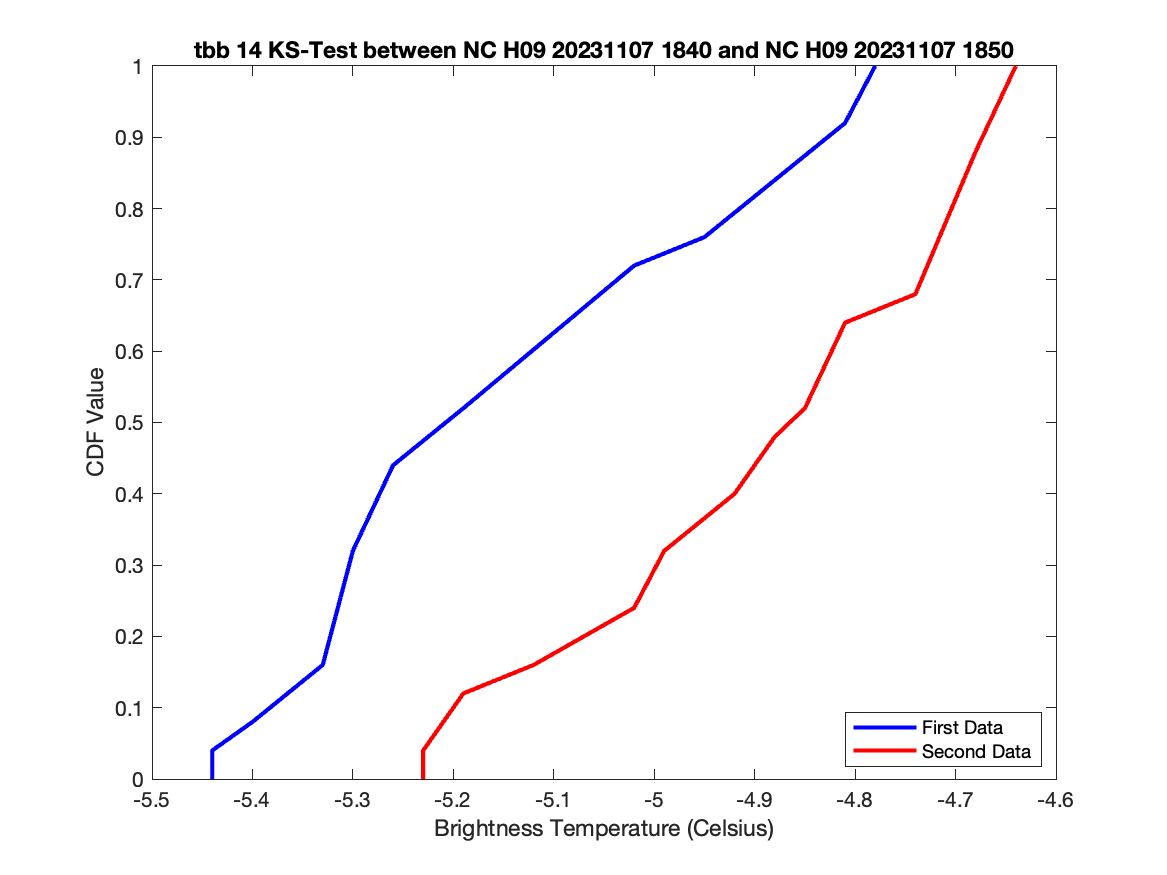 tbb 14 KS-Test between NC H09 20231107 1840 and NC H09 20231107 1850
1
0.9
0.8
0.7
0.6
0.5
0.4
0.3
0.2
0.1
0
CDF Value
First Data
Second Data
-5.5 -5.4 -5.3 -5.2 -5.1 -5 -4.9 -4.8 -4.7 -4.6
Brightness Temperature (Celsius)